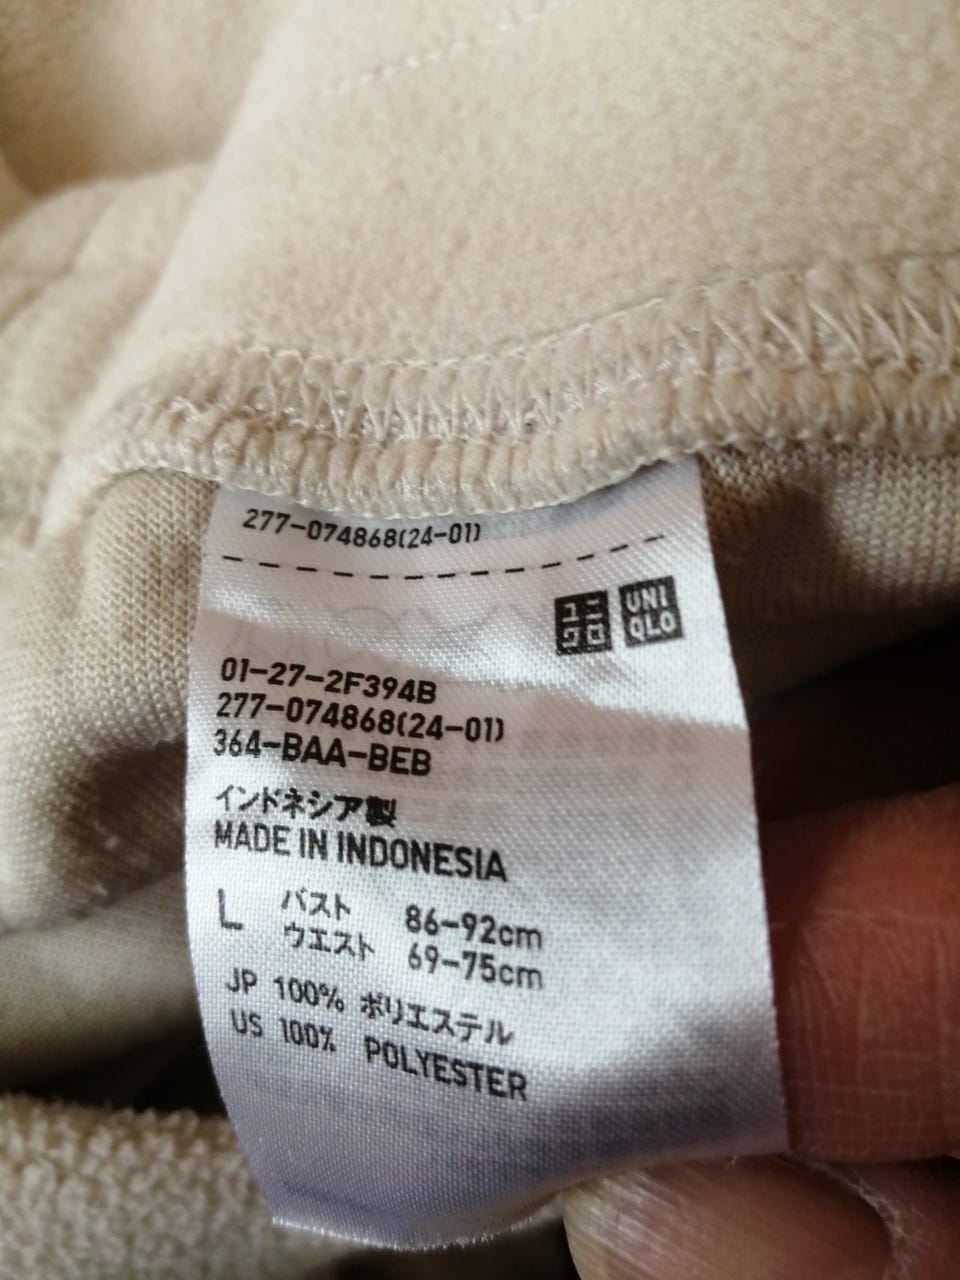 277-074868(24-01)
ユニクロ UNIQLO
01-27-2F394B
277-074868(24-01)
364-BAA-BEB
インドネシア製
MADE IN INDONESIA
L バスト 86-92cm
ウエスト 69-75cm
JP 100% ポリエステル
US 100% POLYESTER